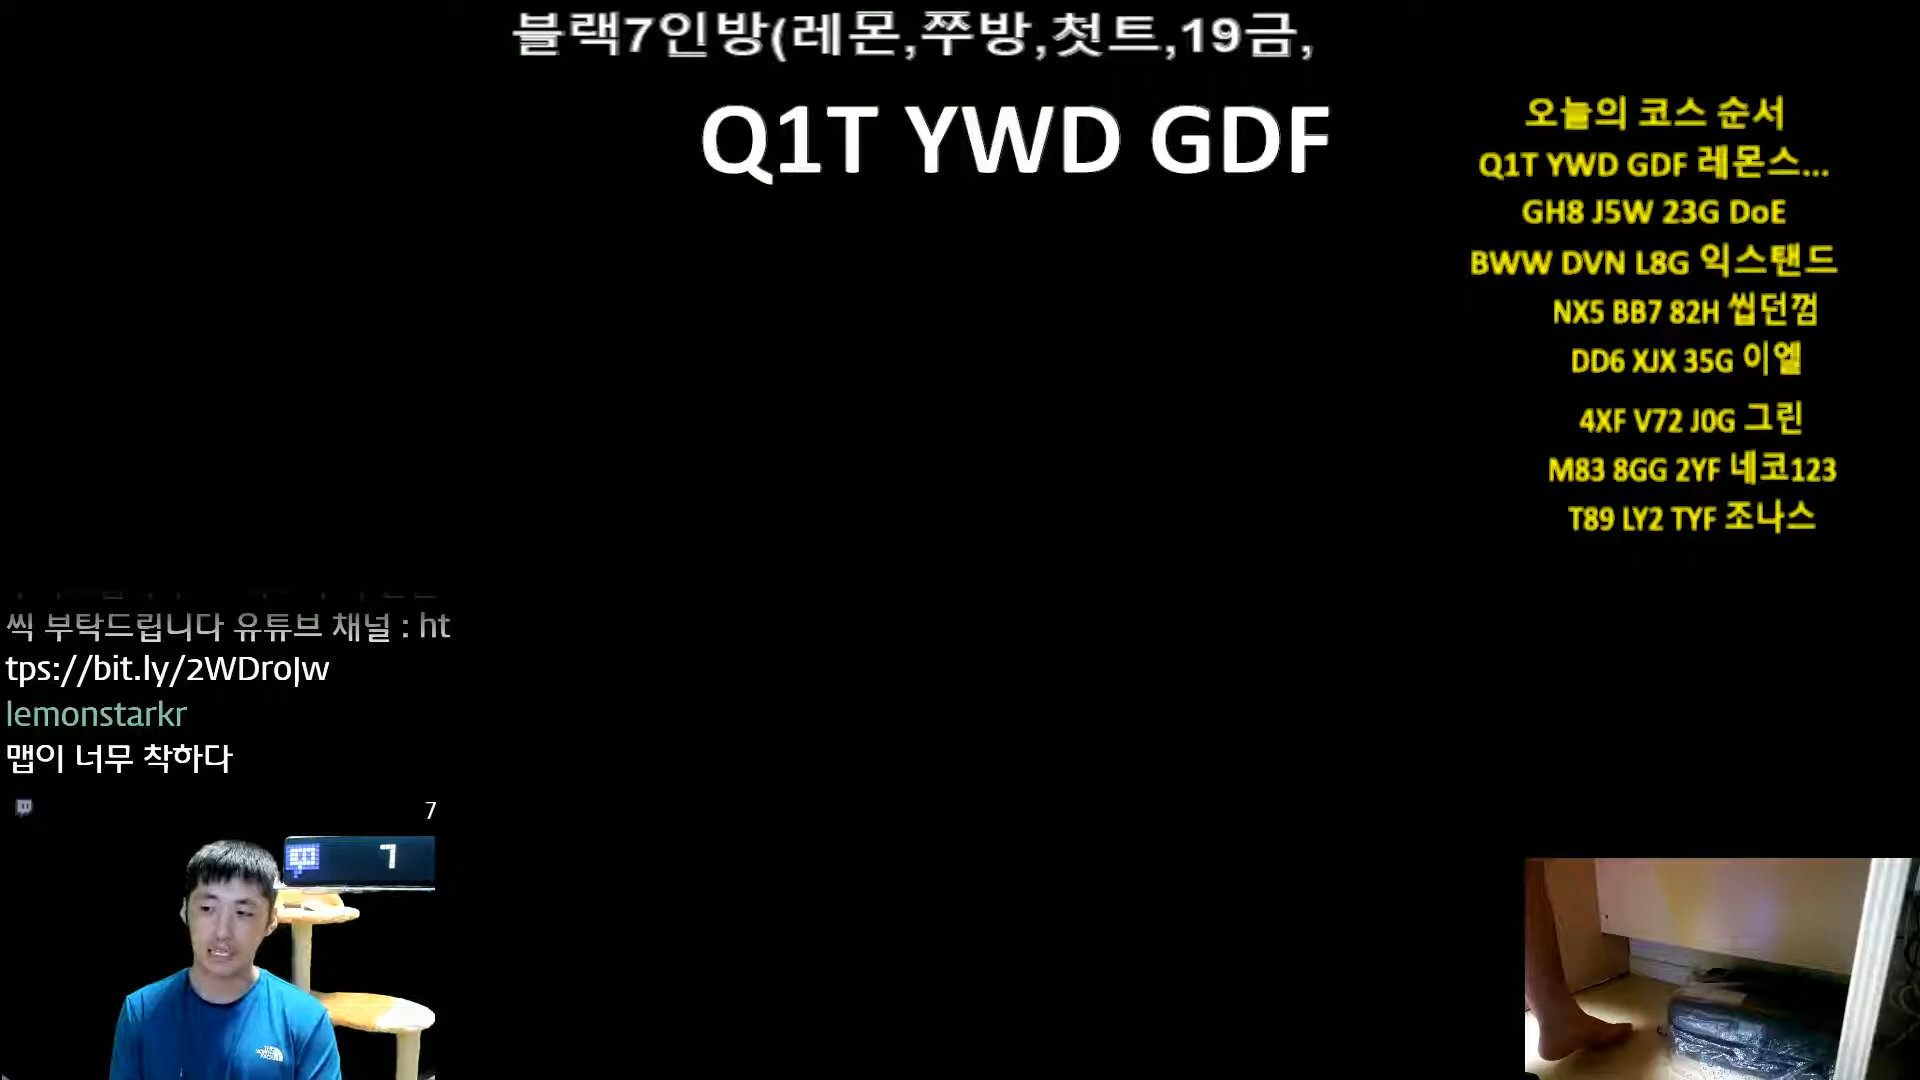 블랙7인방(레몬,쭈방,첫트,19금,
Q1T YWD GDF
오늘의 코스 순서
Q1T YWD GDF 레몬스...
GH8 J5W 23G DoE
BWW DVN L8G 익스탠드
NX5 BB7 82H 씹던껌
DD6 XJX 35G 이엘
4XF V72 J0G 그린
M83 8GG 2YF 네코123
T89 LY2 TYF 조나스
씩 부탁드립니다 유튜브 채널 : ht
tps://bit.ly/2WDroJw
lemonstarkr
맵이 너무 착하다
7
7
THE NORTH FACE